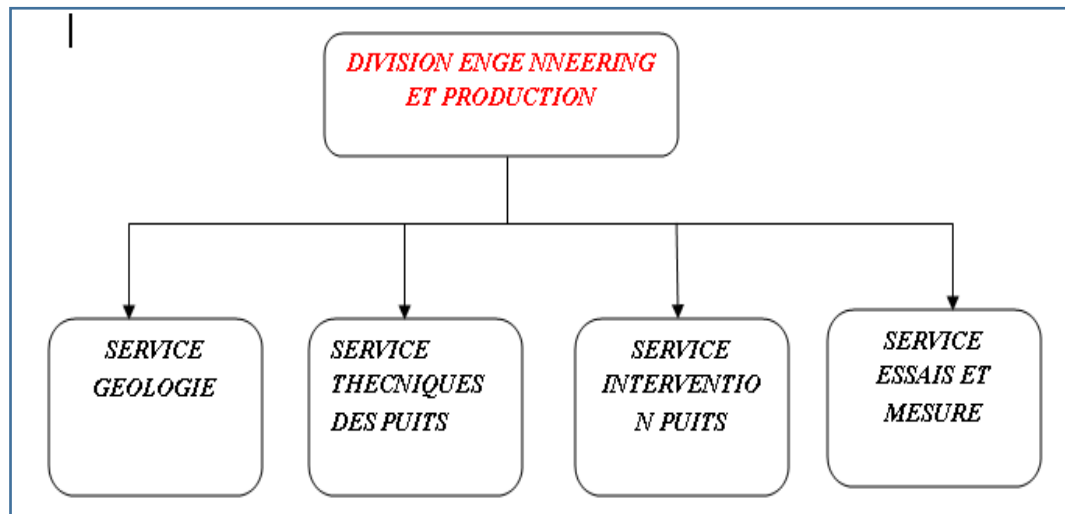 DIVISION ENGE NNEERING
ET PRODUCTION
SERVICE
GEOLOGIE
SERVICE
THECNIQUES
DES PUITS
SERVICE
INTERVENTIO
N PUITS
SERVICE
ESSAIS ET
MESURE